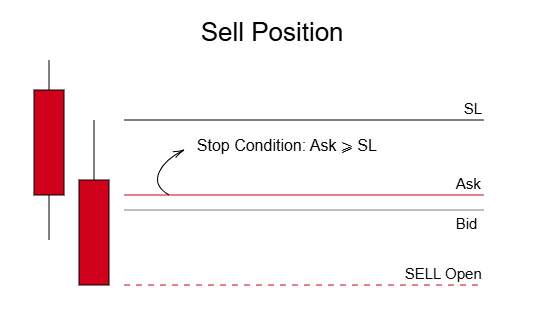 Sell Position
SL
Stop Condition: Ask ⩾ SL
Ask
Bid
SELL Open